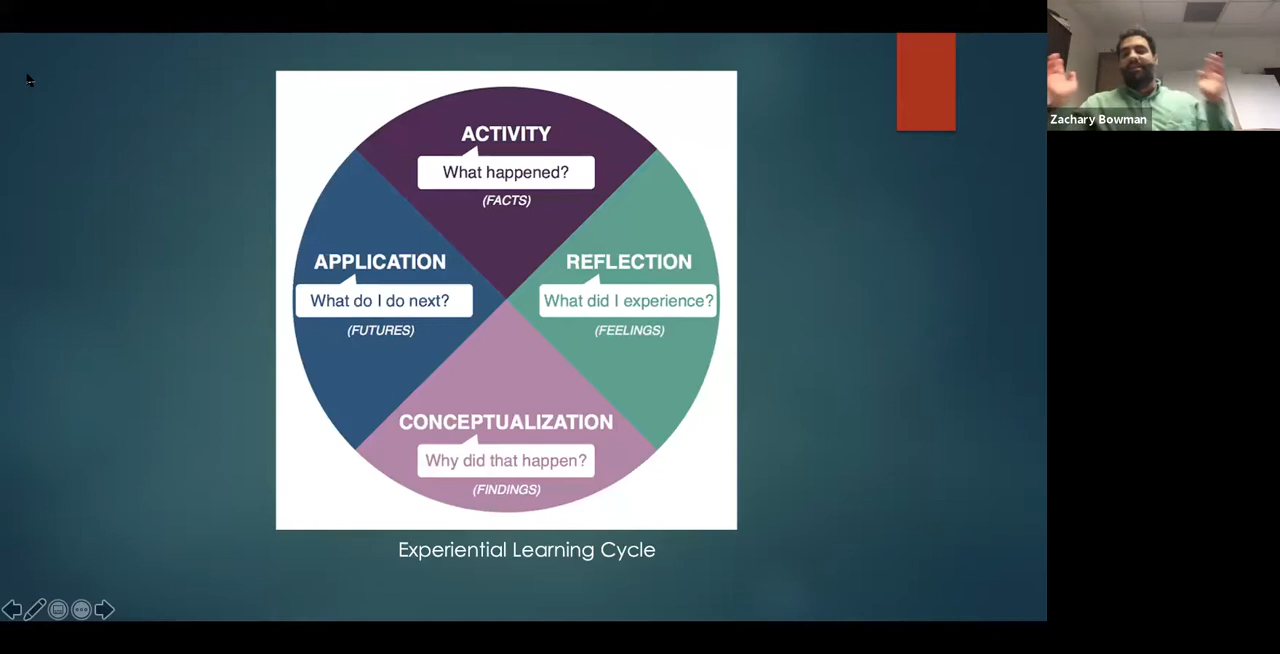 ACTIVITY
What happened?
(FACTS)
APPLICATION
What do I do next?
(FUTURES)
REFLECTION
What did I experience?
(FEELINGS)
CONCEPTUALIZATION
Why did that happen?
(FINDINGS)
Experiential Learning Cycle
Zachary Bowman